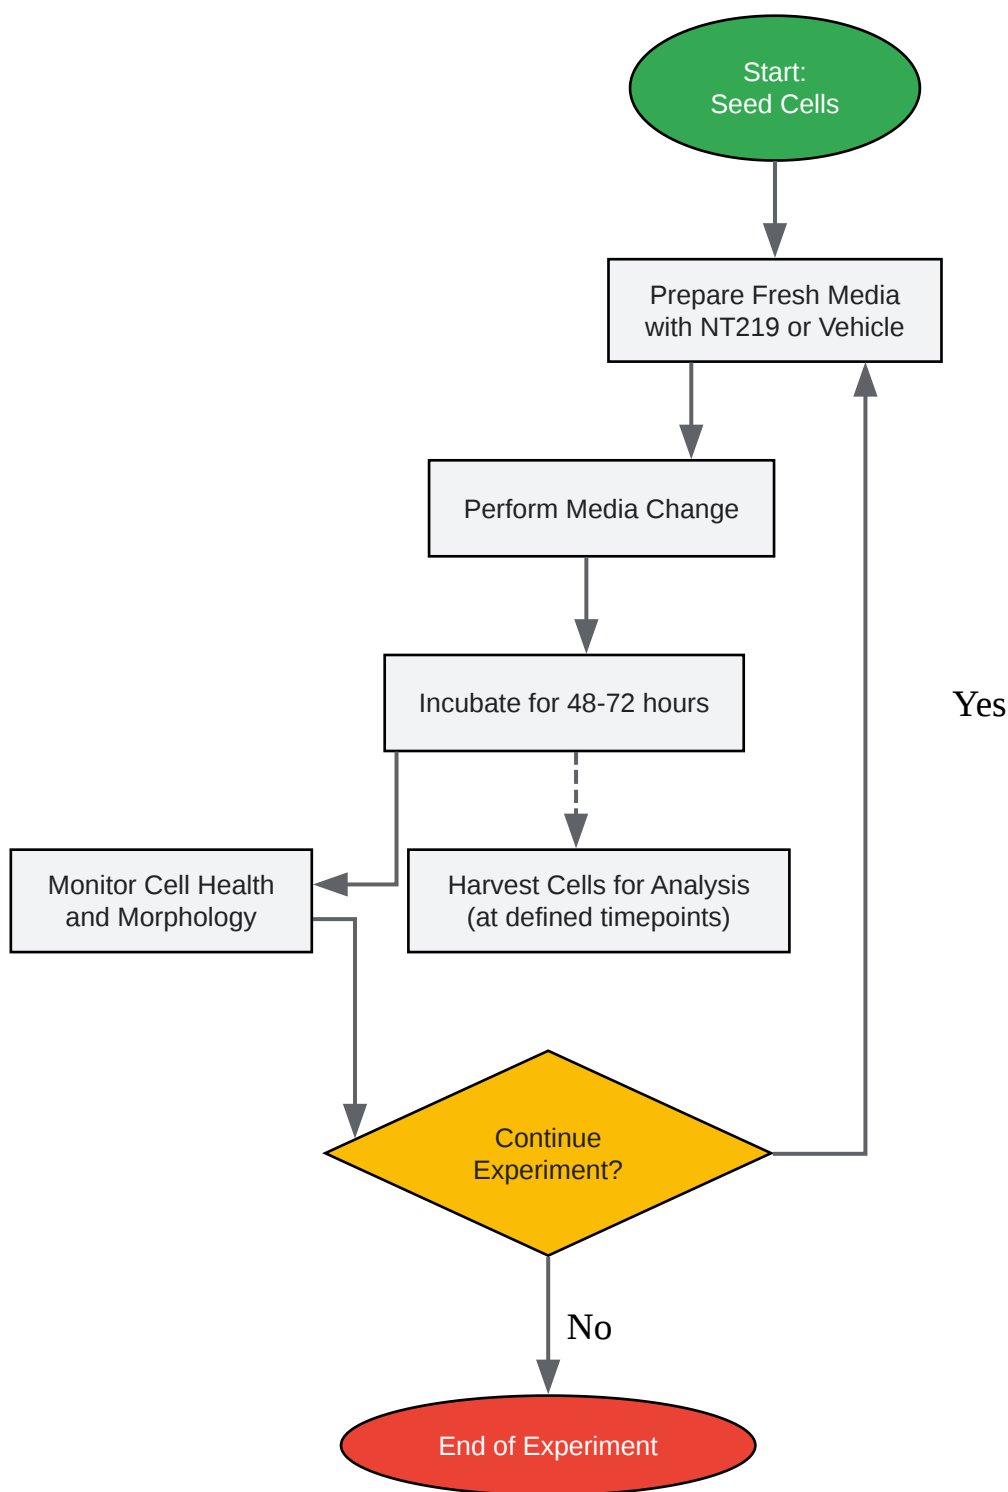 Start:
Seed Cells
Prepare Fresh Media
with NT219 or Vehicle
Perform Media Change
Incubate for 48-72 hours
Yes
Monitor Cell Health
and Morphology
Harvest Cells for Analysis
(at defined timepoints)
Continue
Experiment?
No
End of Experiment